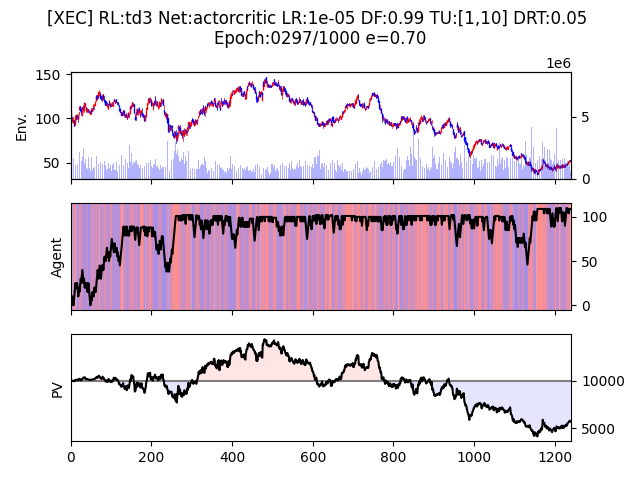 [XEC] RL:td3 Net:actorcritic LR:1e-05 DF:0.99 TU:[1,10] DRT:0.05
Epoch:0297/1000 e=0.70
1e6
150
100
50
Env.
5
0
Agent
100
50
0
PV
10000
5000
0 200 400 600 800 1000 1200